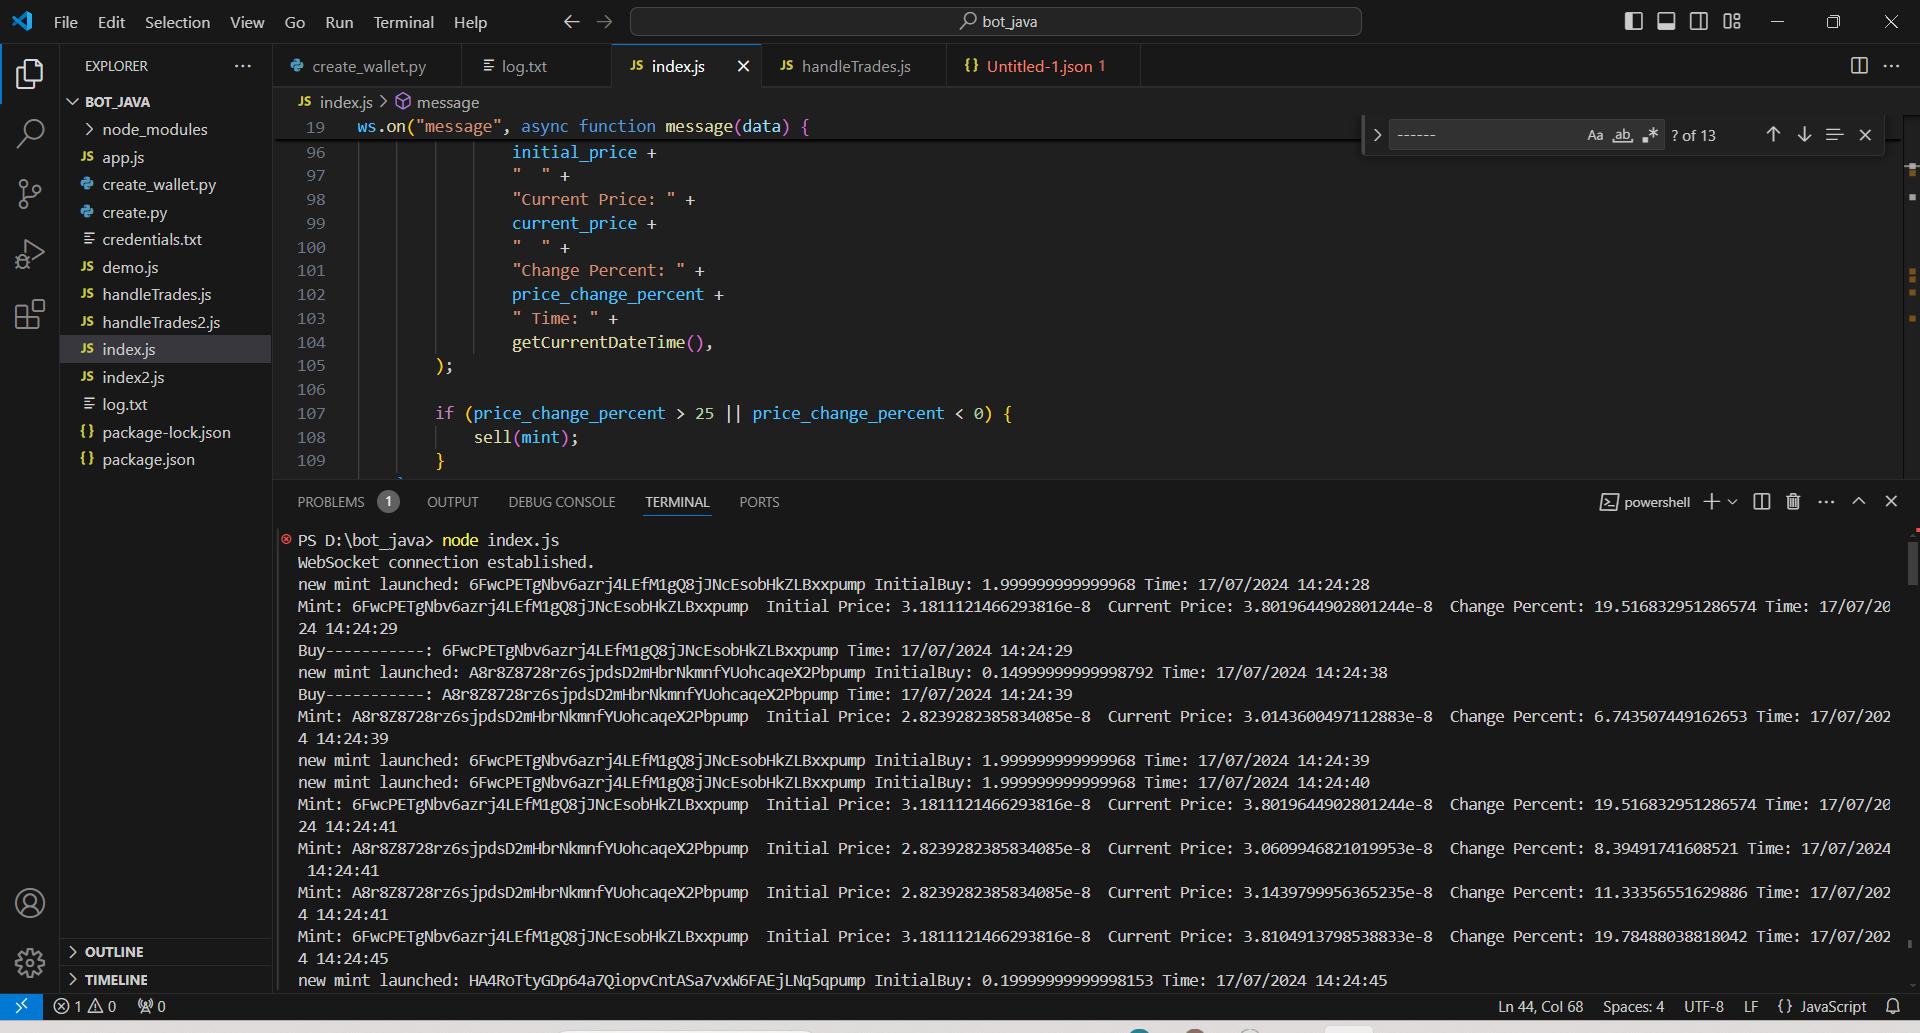 File Edit Selection View Go Run Terminal Help
bot_java
EXPLORER
BOT_JAVA
node_modules
JS app.js
create_wallet.py
create.py
credentials.txt
JS demo.js
JS handleTrades.js
JS handleTrades2.js
JS index.js
JS index2.js
log.txt
{} package-lock.json
{} package.json
OUTLINE
TIMELINE
create_wallet.py
log.txt
JS index.js
JS handleTrades.js
{} Untitled-1.json 1
JS index.js > message
19 ws.on("message", async function message(data) {
------ Aa ab .* ? of 13
96 initial_price +
97 "  " +
98 "Current Price: " +
99 current_price +
100 "  " +
101 "Change Percent: " +
102 price_change_percent +
103 " Time: " +
104 getCurrentDateTime(),
105 );
106
107 if (price_change_percent > 25 || price_change_percent < 0) {
108 sell(mint);
109 }
PROBLEMS 1 OUTPUT DEBUG CONSOLE TERMINAL PORTS
powershell
PS D:\bot_java> node index.js
WebSocket connection established.
new mint launched: 6FwcPETgNbv6azrj4LEfM1gQ8jJNcEsobHkZLBxxpump InitialBuy: 1.999999999999968 Time: 17/07/2024 14:24:28
Mint: 6FwcPETgNbv6azrj4LEfM1gQ8jJNcEsobHkZLBxxpump  Initial Price: 3.1811121466293816e-8  Current Price: 3.8019644902801244e-8  Change Percent: 19.516832951286574 Time: 17/07/20
24 14:24:29
Buy-----------: 6FwcPETgNbv6azrj4LEfM1gQ8jJNcEsobHkZLBxxpump Time: 17/07/2024 14:24:29
new mint launched: A8r8Z8728rz6sjpdsD2mHbrNkmnfYUohcaqeX2Pbpump InitialBuy: 0.14999999999998792 Time: 17/07/2024 14:24:38
Buy-----------: A8r8Z8728rz6sjpdsD2mHbrNkmnfYUohcaqeX2Pbpump Time: 17/07/2024 14:24:39
Mint: A8r8Z8728rz6sjpdsD2mHbrNkmnfYUohcaqeX2Pbpump  Initial Price: 2.8239282385834085e-8  Current Price: 3.0143600497112883e-8  Change Percent: 6.743507449162653 Time: 17/07/202
4 14:24:39
new mint launched: 6FwcPETgNbv6azrj4LEfM1gQ8jJNcEsobHkZLBxxpump InitialBuy: 1.999999999999968 Time: 17/07/2024 14:24:39
new mint launched: 6FwcPETgNbv6azrj4LEfM1gQ8jJNcEsobHkZLBxxpump InitialBuy: 1.999999999999968 Time: 17/07/2024 14:24:40
Mint: 6FwcPETgNbv6azrj4LEfM1gQ8jJNcEsobHkZLBxxpump  Initial Price: 3.1811121466293816e-8  Current Price: 3.8019644902801244e-8  Change Percent: 19.516832951286574 Time: 17/07/20
24 14:24:41
Mint: A8r8Z8728rz6sjpdsD2mHbrNkmnfYUohcaqeX2Pbpump  Initial Price: 2.8239282385834085e-8  Current Price: 3.0609946821019953e-8  Change Percent: 8.39491741608521 Time: 17/07/2024
14:24:41
Mint: A8r8Z8728rz6sjpdsD2mHbrNkmnfYUohcaqeX2Pbpump  Initial Price: 2.8239282385834085e-8  Current Price: 3.1439799956365235e-8  Change Percent: 11.33356551629886 Time: 17/07/202
4 14:24:41
Mint: 6FwcPETgNbv6azrj4LEfM1gQ8jJNcEsobHkZLBxxpump  Initial Price: 3.1811121466293816e-8  Current Price: 3.8104913798538833e-8  Change Percent: 19.78488038818042 Time: 17/07/202
4 14:24:45
new mint launched: HA4RoTtyGDp64a7QiopvCntASa7vxW6FAEjLNq5qpump InitialBuy: 0.19999999999998153 Time: 17/07/2024 14:24:45
1 0 0 Ln 44, Col 68 Spaces: 4 UTF-8 LF {} JavaScript